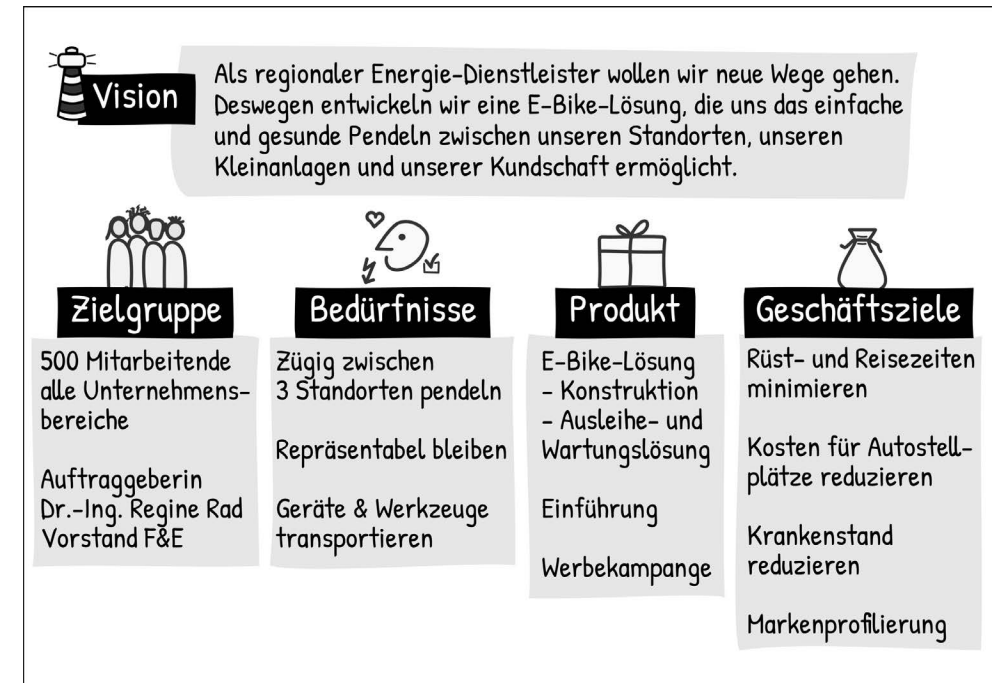 Vision
Als regionaler Energie-Dienstleister wollen wir neue Wege gehen.
Deswegen entwickeln wir eine E-Bike-Lösung, die uns das einfache
und gesunde Pendeln zwischen unseren Standorten, unseren
Kleinanlagen und unserer Kundschaft ermöglicht.
Zielgruppe
500 Mitarbeitende
alle Unternehmens-
bereiche
Auftraggeberin
Dr.-Ing. Regine Rad
Vorstand F&E
Bedürfnisse
Zügig zwischen
3 Standorten pendeln
Repräsentabel bleiben
Geräte & Werkzeuge
transportieren
Produkt
E-Bike-Lösung
- Konstruktion
- Ausleihe- und
Wartungslösung
Einführung
Werbekampange
Geschäftsziele
Rüst- und Reisezeiten
minimieren
Kosten für Autostell-
plätze reduzieren
Krankenstand
reduzieren
Markenprofilierung